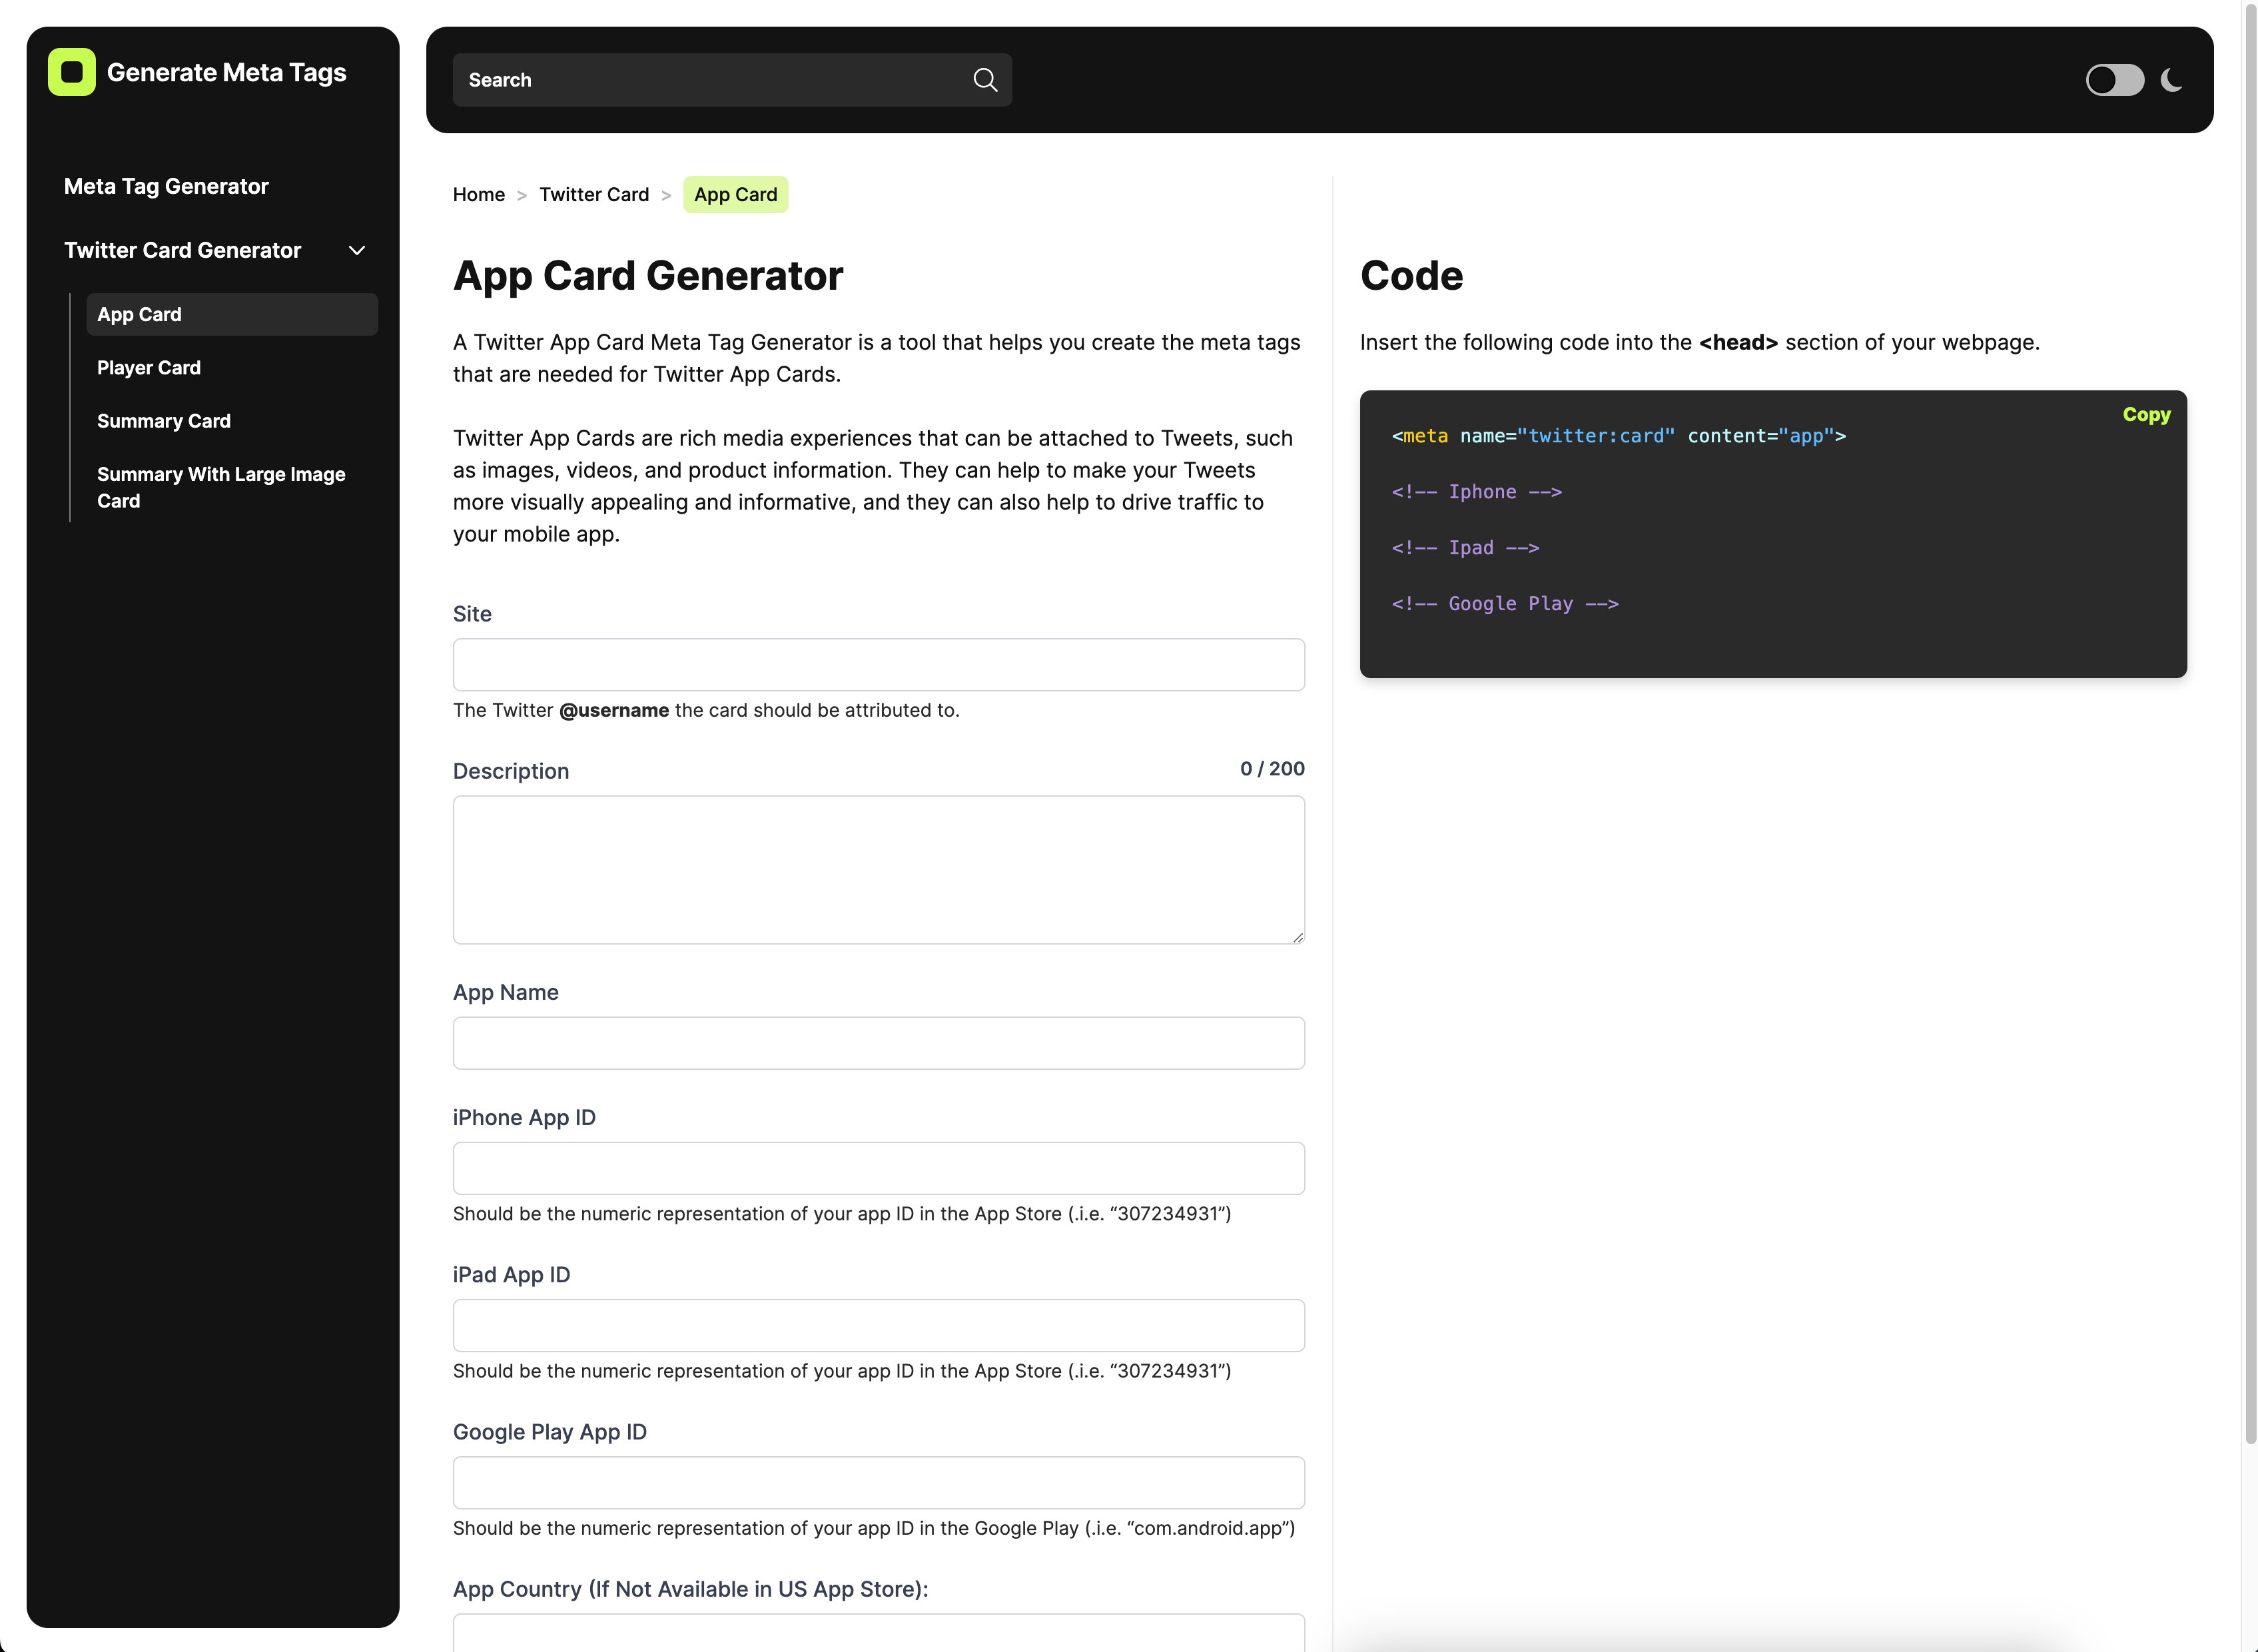 Generate Meta Tags
Meta Tag Generator
Twitter Card Generator
App Card
Player Card
Summary Card
Summary With Large Image
Card
Search
Home > Twitter Card > App Card
App Card Generator
A Twitter App Card Meta Tag Generator is a tool that helps you create the meta tags
that are needed for Twitter App Cards.
Twitter App Cards are rich media experiences that can be attached to Tweets, such
as images, videos, and product information. They can help to make your Tweets
more visually appealing and informative, and they can also help to drive traffic to
your mobile app.
Site
The Twitter @username the card should be attributed to.
Description
0 / 200
App Name
iPhone App ID
Should be the numeric representation of your app ID in the App Store (.i.e. “307234931”)
iPad App ID
Should be the numeric representation of your app ID in the App Store (.i.e. “307234931”)
Google Play App ID
Should be the numeric representation of your app ID in the Google Play (.i.e. “com.android.app”)
App Country (If Not Available in US App Store):
Code
Insert the following code into the <head> section of your webpage.
Copy
<meta name="twitter:card" content="app">
<!-- Iphone -->
<!-- Ipad -->
<!-- Google Play -->